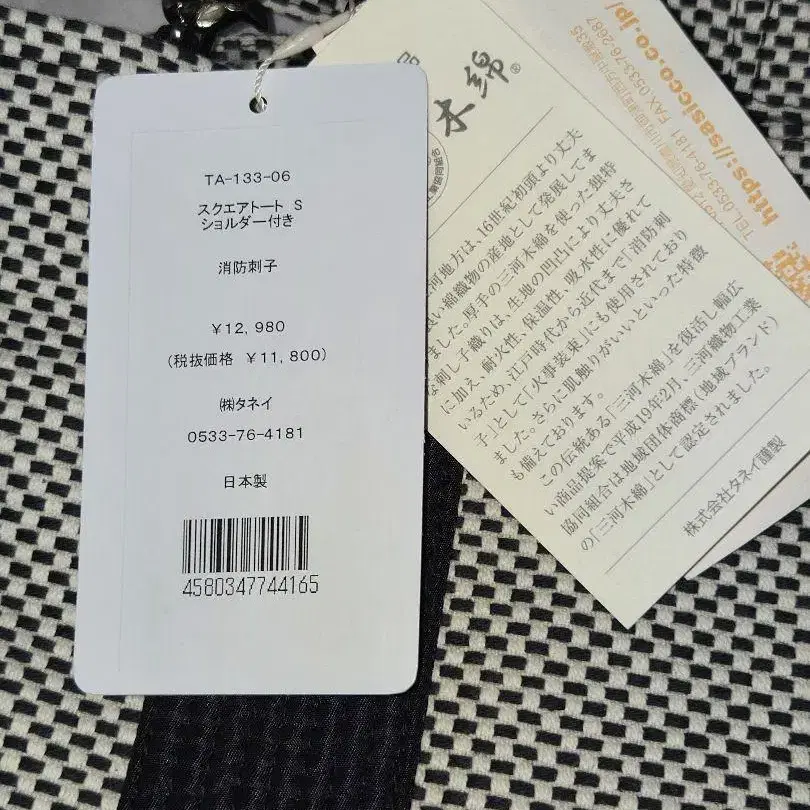 TA-133-06
スクエアトート S
ショルダー付き
消防刺子
￥12,980
(税抜価格 ￥11,800)
㈱タネイ
0533-76-4181
日本製
4580347744165
木綿®
河地方は、16世紀初頭より丈夫
良い綿織物の産地として発展してま
ました。厚手の三河木綿を使った独特
な刺し子織りは、生地の凹凸により丈夫さ
に加え、耐火性、保温性、吸水性に優れて
いるため、江戸時代から近代まで「消防刺
子」として「火事装束」にも使用されており
ました。さらに肌触りがいいといった特徴
も備えております。
この伝統ある「三河木綿」を復活し幅広
い商品提案で平成19年2月、三河織物工業
協同組合は地域団体商標(地域ブランド)
の「三河木綿」として認定されました。
株式会社タネイ謹製
TEL 0533-76-4181 FAX 0533-76-2687
https://sasicco.co.jp/